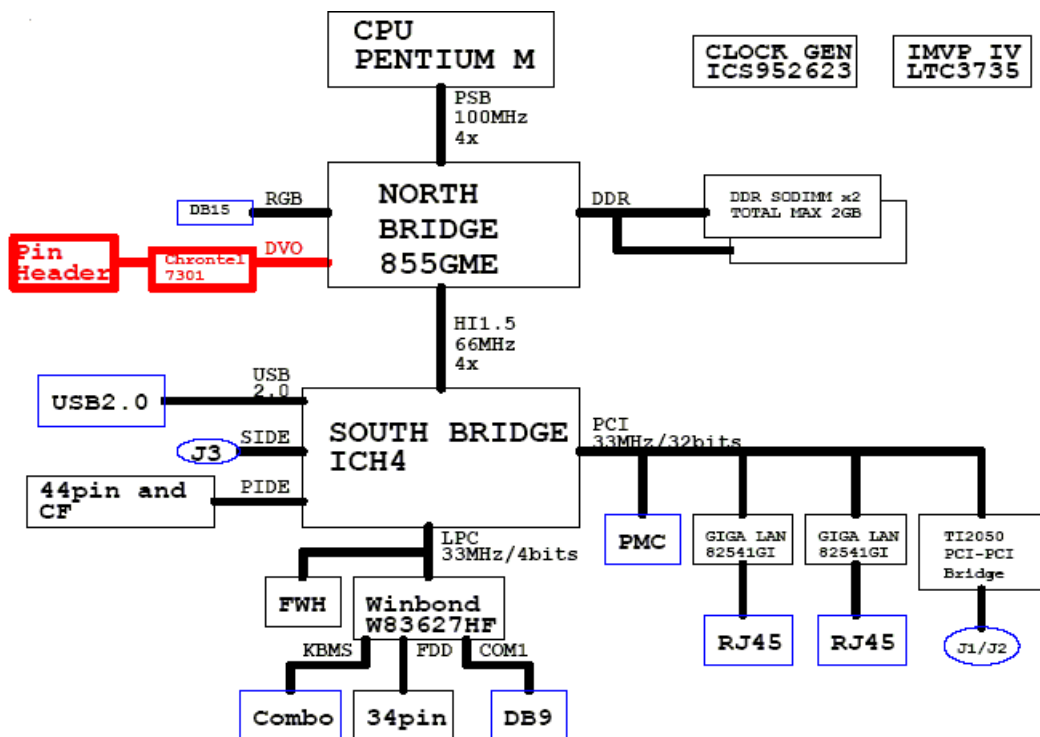 CPU
PENTIUM M
CLOCK GEN
ICS952623
IMVP IV
LTC3735
PSB
100MHz
4x
NORTH
BRIDGE
855GME
RGB
DB15
DVO
Pin
Header
Chrontel
7301
DDR
DDR SODIMM x2
TOTAL MAX 2GB
HI1.5
66MHz
4x
USB
2.0
USB2.0
SOUTH BRIDGE
ICH4
SIDE
J3
PIDE
44pin and
CF
PCI
33MHz/32bits
PMC
GIGA LAN
82541GI
GIGA LAN
82541GI
TI2050
PCI-PCI
Bridge
RJ45
RJ45
J1/J2
LPC
33MHz/4bits
FWH
Winbond
W83627HF
KBMS
FDD
COM1
Combo
34pin
DB9